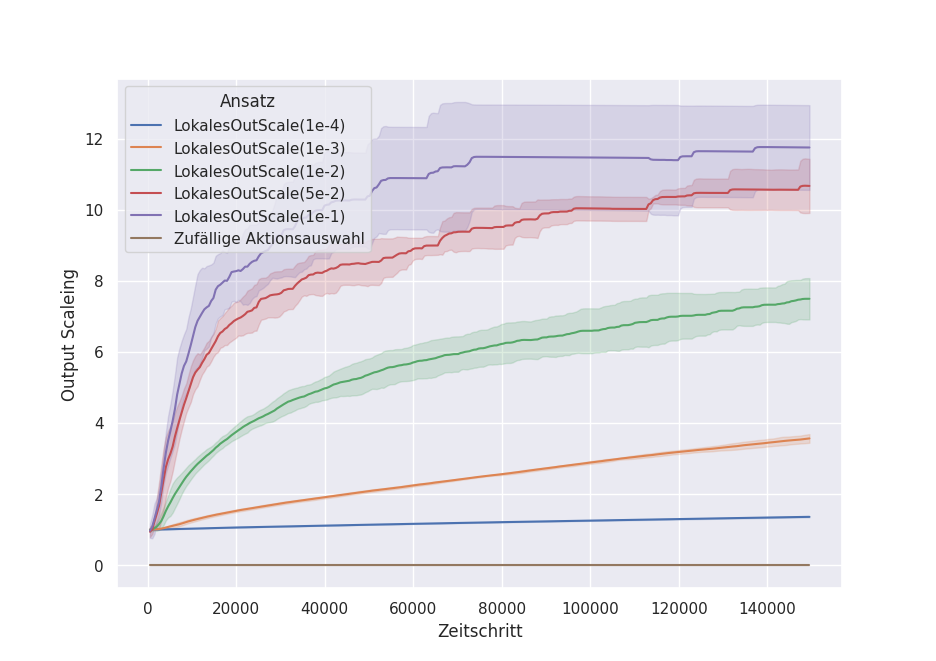 Ansatz
LokalesOutScale(1e-4)
LokalesOutScale(1e-3)
LokalesOutScale(1e-2)
LokalesOutScale(5e-2)
LokalesOutScale(1e-1)
Zufällige Aktionsauswahl
Output Scaleing
12
10
8
6
4
2
0
0 20000 40000 60000 80000 100000 120000 140000
Zeitschritt